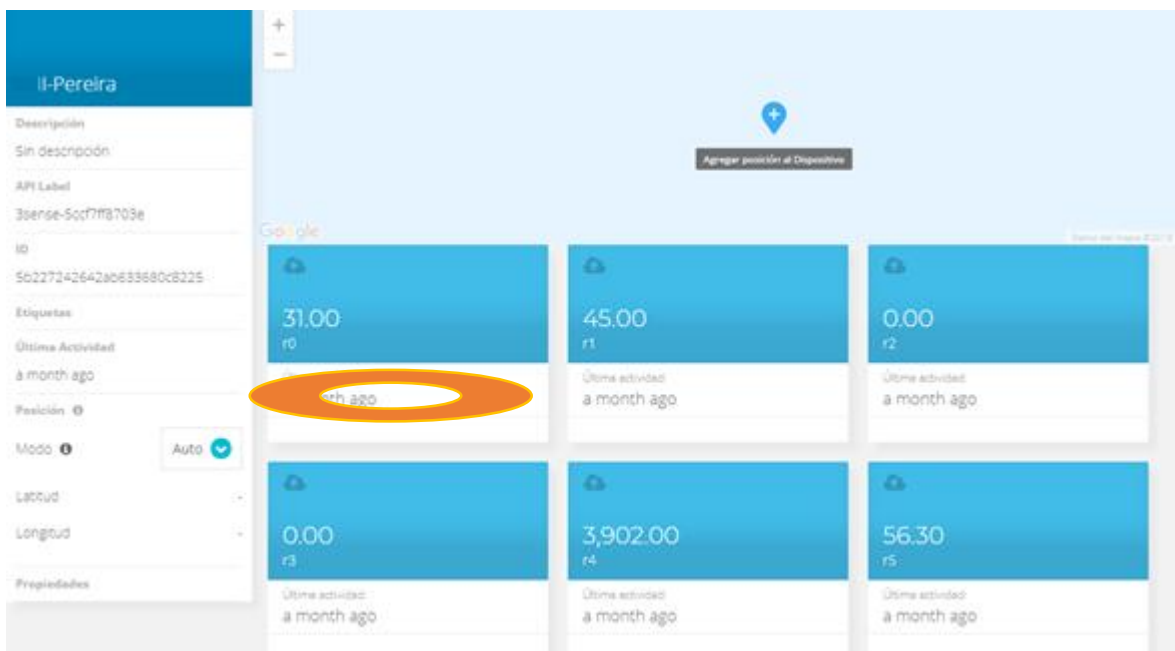 +
−
ll-Pereira
Descripción
Sin descripción
API Label
3sense-5ccf7ff8703e
ID
5b227242642ab633680c8225
Etiquetas
Última Actividad
a month ago
Posición
Modo
Auto
Latitud -
Longitud -
Propiedades
Agregar posición al Dispositivo
Google
31.00
r0
ago
45.00
r1
Última actividad:
a month ago
0.00
r2
Última actividad:
a month ago
0.00
r3
Última actividad:
a month ago
3,902.00
r4
Última actividad:
a month ago
56.30
r5
Última actividad:
a month ago